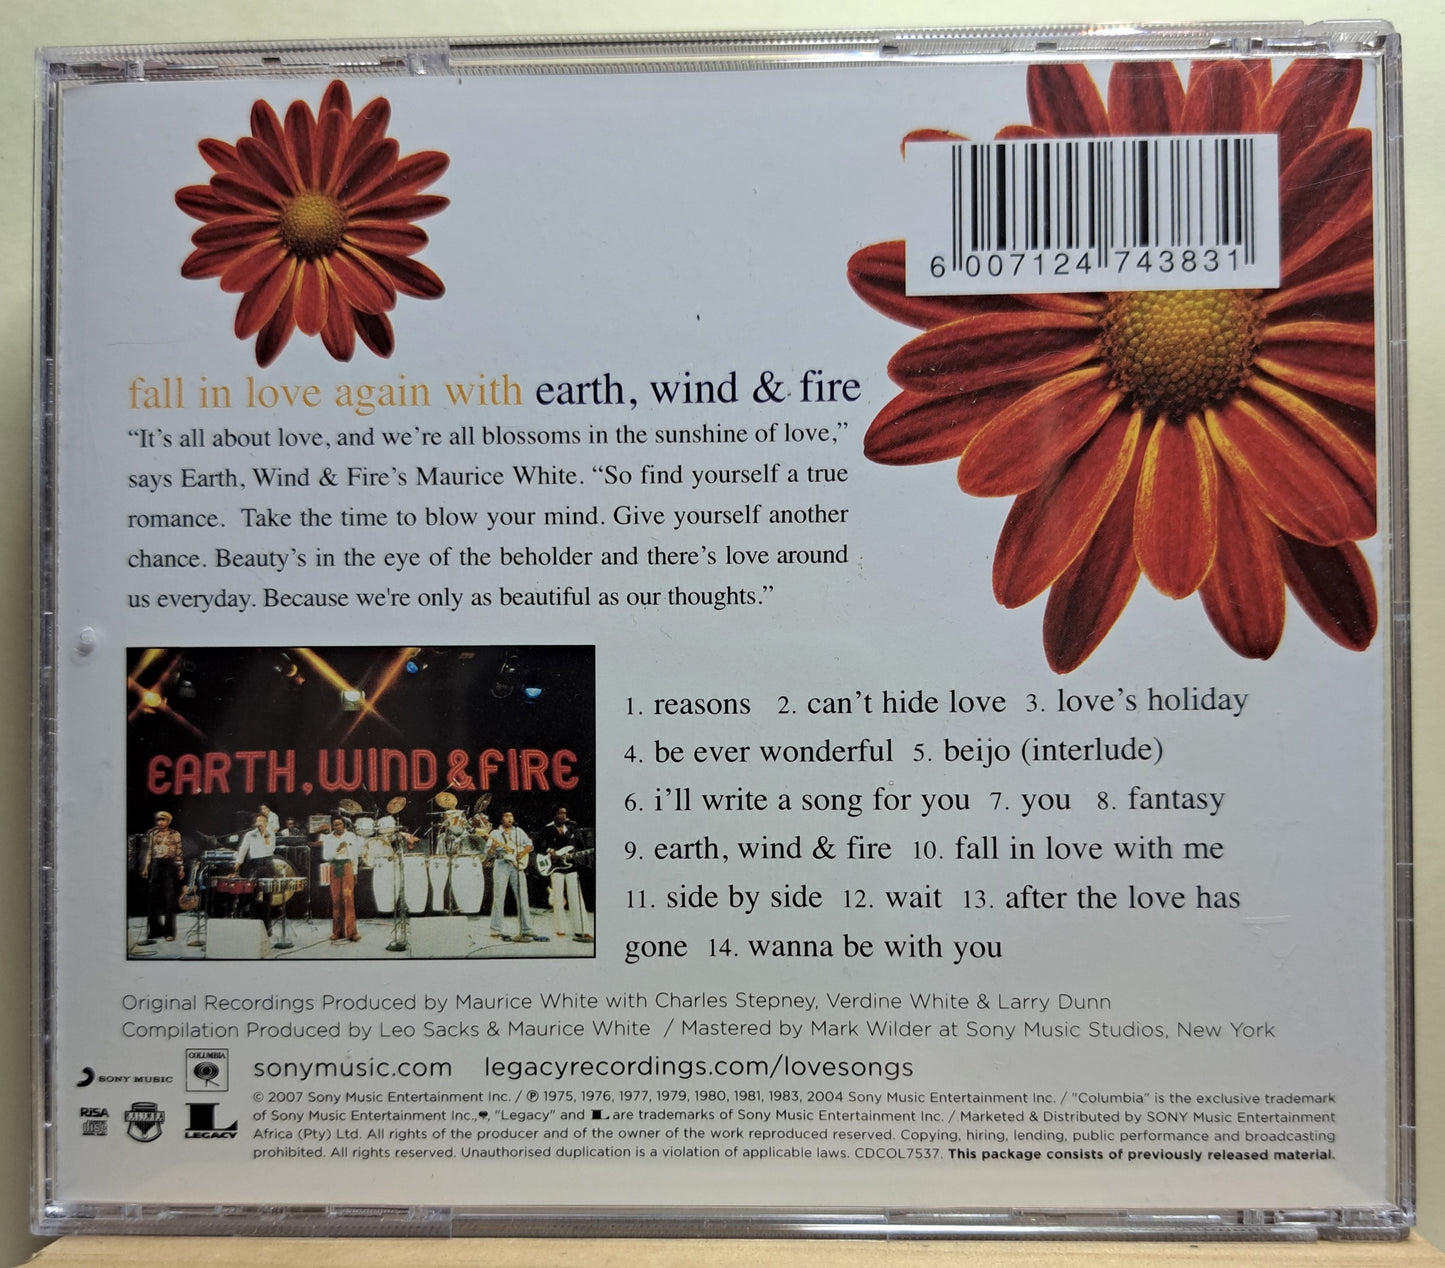 6 007124 743831
fall in love again with earth, wind & fire
“It’s all about love, and we’re all blossoms in the sunshine of love,”
says Earth, Wind & Fire’s Maurice White. “So find yourself a true
romance. Take the time to blow your mind. Give yourself another
chance. Beauty’s in the eye of the beholder and there’s love around
us everyday. Because we're only as beautiful as our thoughts.”
EARTH, WIND & FIRE
1. reasons 2. can’t hide love 3. love’s holiday
4. be ever wonderful 5. beijo (interlude)
6. i’ll write a song for you 7. you 8. fantasy
9. earth, wind & fire 10. fall in love with me
11. side by side 12. wait 13. after the love has
gone 14. wanna be with you
Original Recordings Produced by Maurice White with Charles Stepney, Verdine White & Larry Dunn
Compilation Produced by Leo Sacks & Maurice White / Mastered by Mark Wilder at Sony Music Studios, New York
SONY MUSIC
COLUMBIA
sonymusic.com legacyrecordings.com/lovesongs
RiSA
disc
KALIMBA
L
LEGACY
© 2007 Sony Music Entertainment Inc. / ℗ 1975, 1976, 1977, 1979, 1980, 1981, 1983, 2004 Sony Music Entertainment Inc. / "Columbia" is the exclusive trademark
of Sony Music Entertainment Inc., "Legacy" and L are trademarks of Sony Music Entertainment Inc. / Marketed & Distributed by SONY Music Entertainment
Africa (Pty) Ltd. All rights of the producer and of the owner of the work reproduced reserved. Copying, hiring, lending, public performance and broadcasting
prohibited. All rights reserved. Unauthorised duplication is a violation of applicable laws. CDCOL7537. This package consists of previously released material.